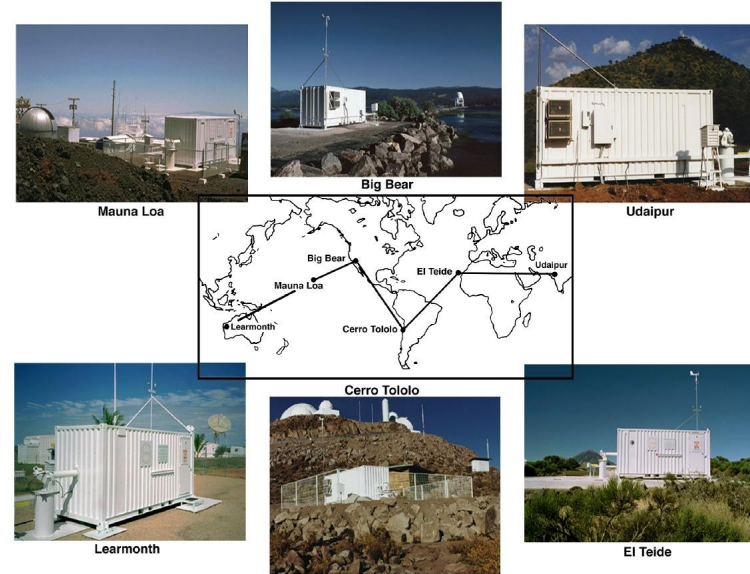 Mauna Loa
Big Bear
Udaipur
Big Bear
Mauna Loa
El Teide
Udaipur
Learmonth
Cerro Tololo
Cerro Tololo
Learmonth
El Teide